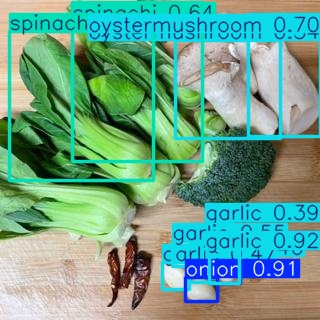 spinach 0.64
spinach
oystermushroom 0.70
garlic 0.39
garlic 0.55
garlic 0.92
onion 0.91